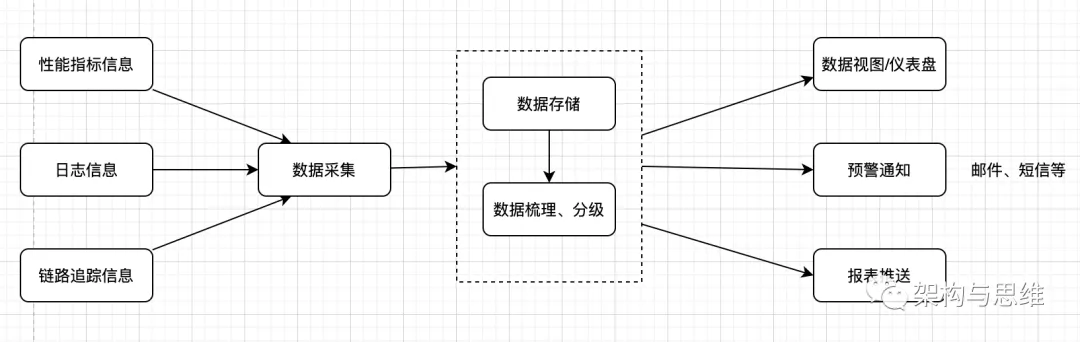 性能指标信息
日志信息
链路追踪信息
数据采集
数据存储
数据梳理、分级
数据视图/仪表盘
预警通知
邮件、短信等
报表推送
架构与思维